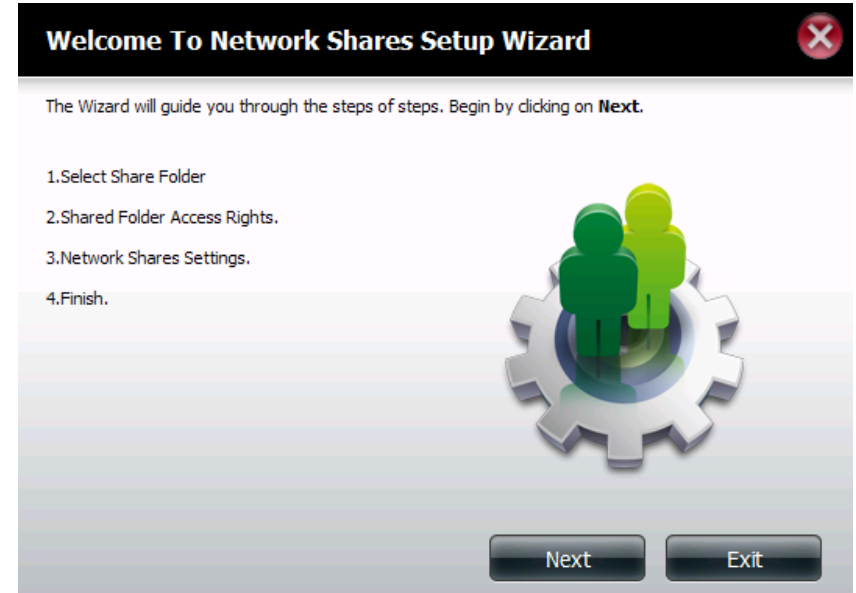 Welcome To Network Shares Setup Wizard
The Wizard will guide you through the steps of steps. Begin by clicking on Next.
1.Select Share Folder
2.Shared Folder Access Rights.
3.Network Shares Settings.
4.Finish.
Next
Exit